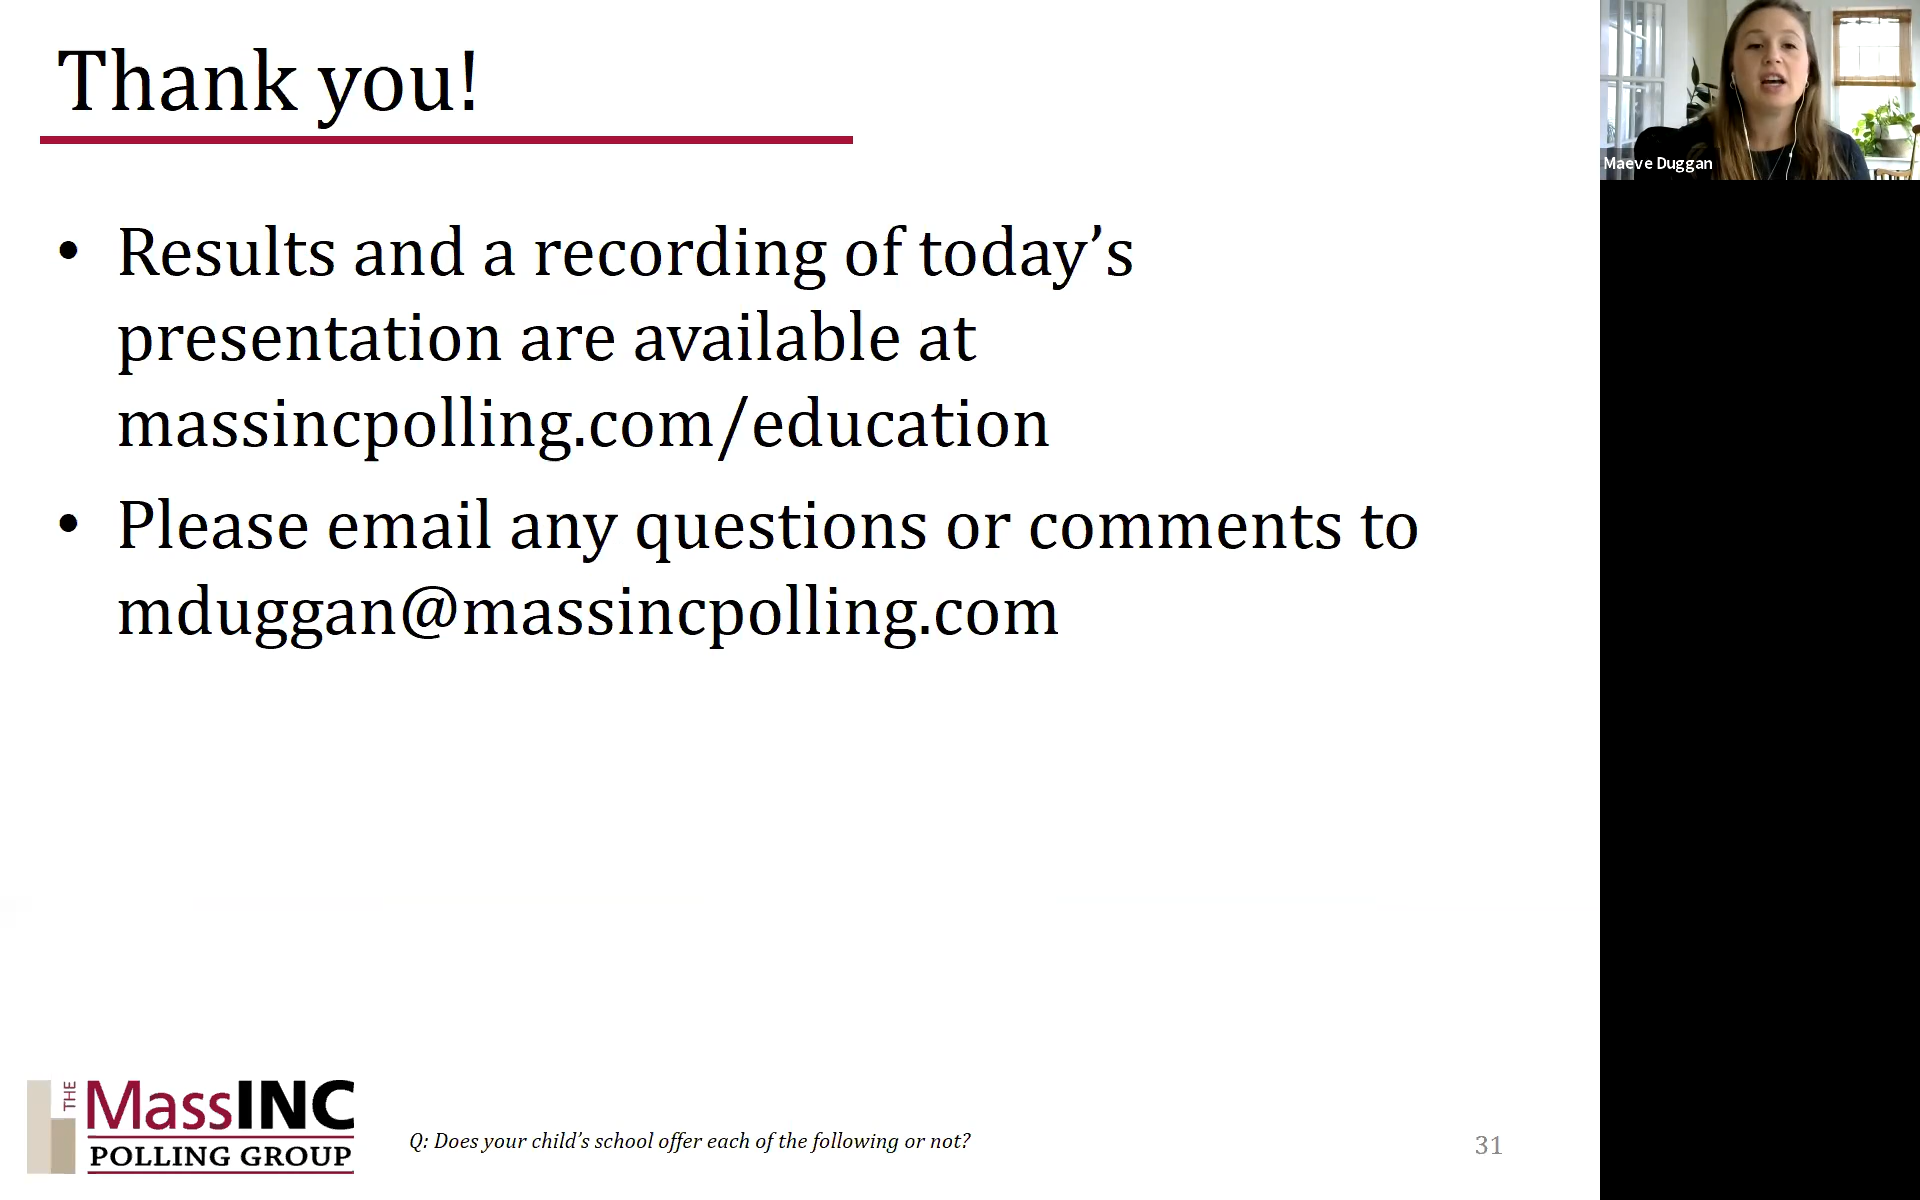 Thank you!
Maeve Duggan
• Results and a recording of today’s
presentation are available at
massincpolling.com/education
• Please email any questions or comments to
mduggan@massincpolling.com
THE
MassINC
POLLING GROUP
Q: Does your child’s school offer each of the following or not?
31